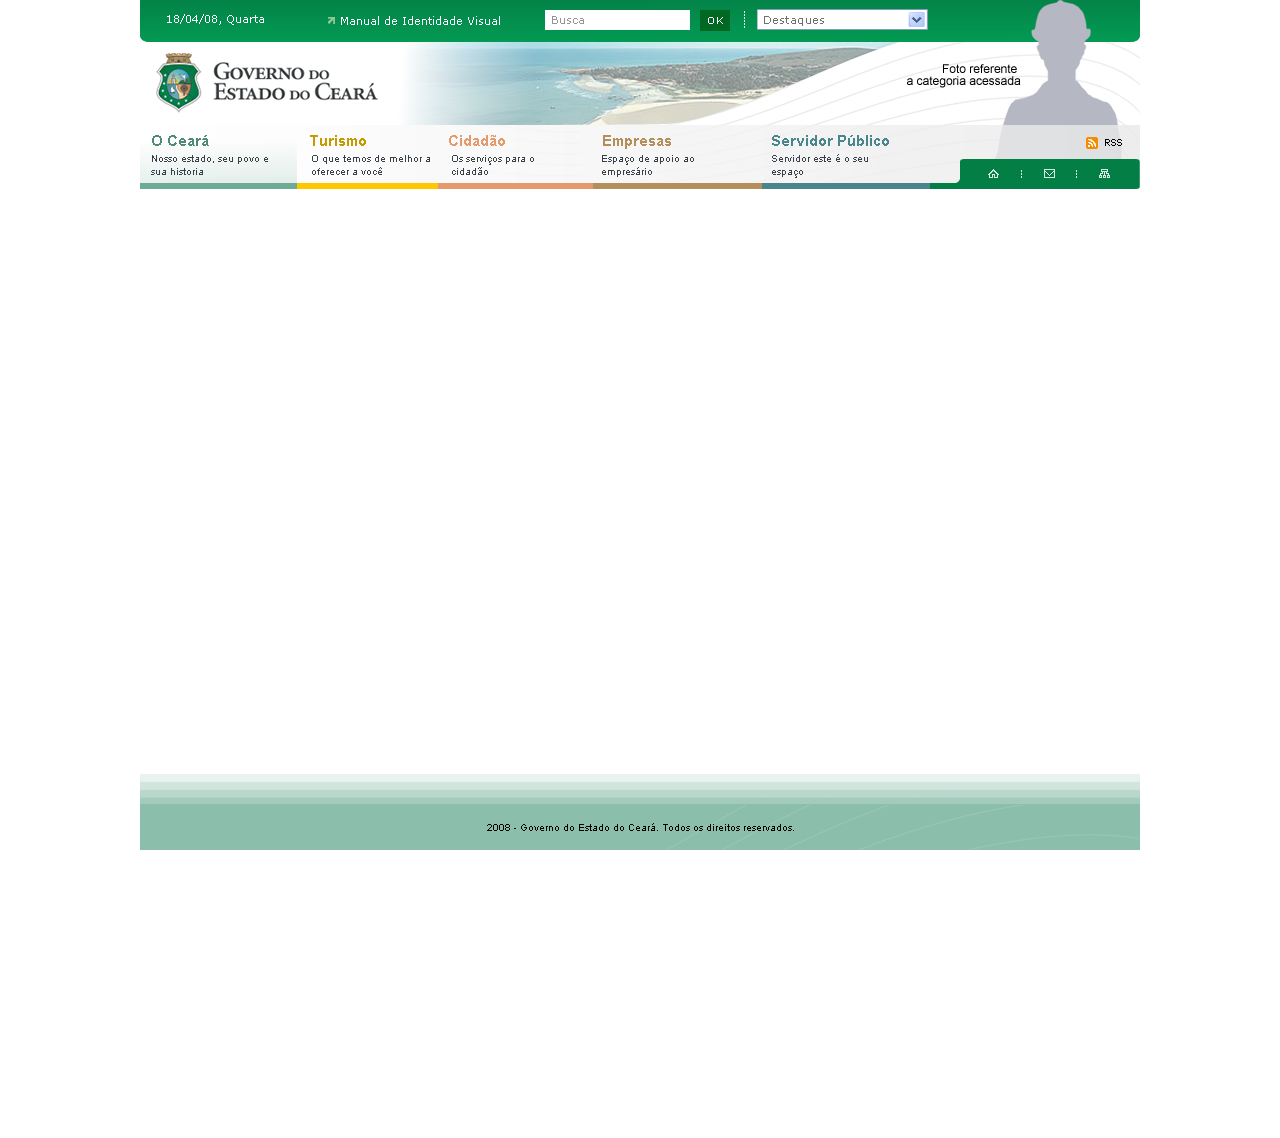 18/04/08, Quarta
Manual de Identidade Visual
Busca
OK
Destaques
GOVERNO DO
ESTADO DO CEARÁ
Foto referente
a categoria acessada
O Ceará
Nosso estado, seu povo e
sua historia
Turismo
O que temos de melhor a
oferecer a você
Cidadão
Os serviços para o
cidadão
Empresas
Espaço de apoio ao
empresário
Servidor Público
Servidor este é o seu
espaço
RSS
2008 - Governo do Estado do Ceará. Todos os direitos reservados.